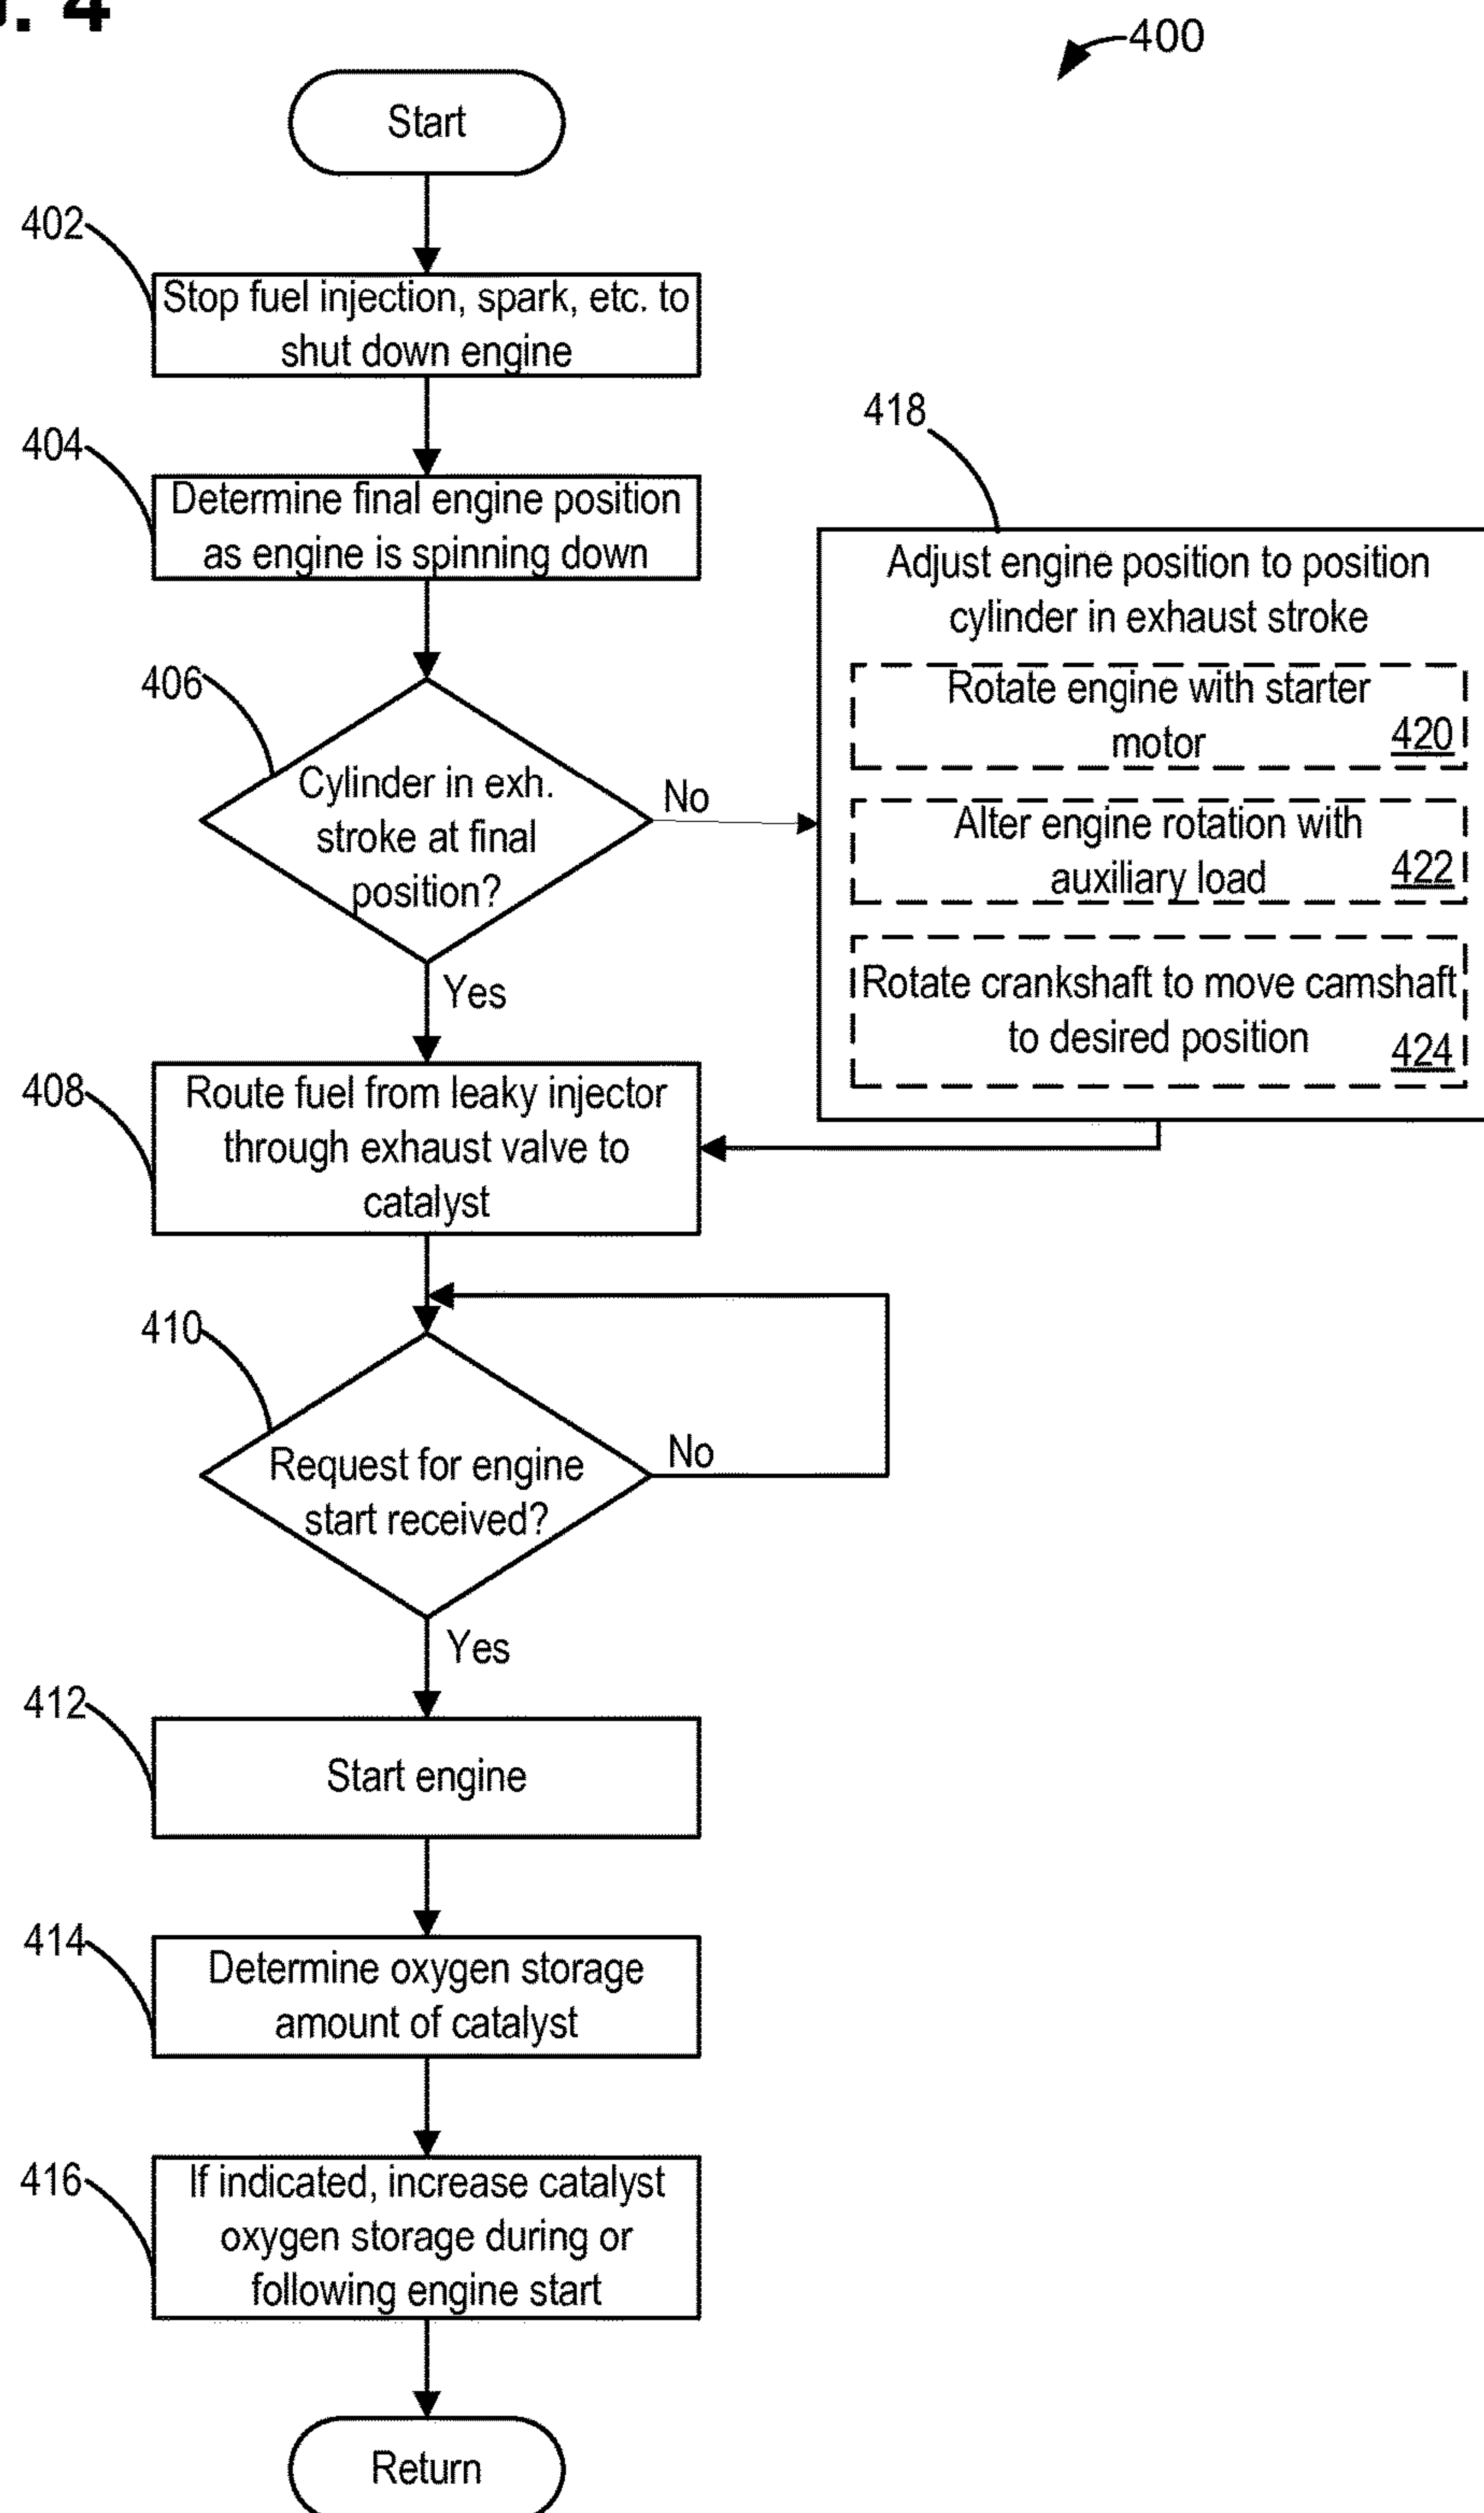 . 4
400
Start
402
Stop fuel injection, spark, etc. to
shut down engine
404
Determine final engine position
as engine is spinning down
406
Cylinder in exh.
stroke at final
position?
No
Yes
418
Adjust engine position to position
cylinder in exhaust stroke
Rotate engine with starter
motor
420
Alter engine rotation with
auxiliary load
422
Rotate crankshaft to move camshaft
to desired position
424
408
Route fuel from leaky injector
through exhaust valve to
catalyst
410
Request for engine
start received?
No
Yes
412
Start engine
414
Determine oxygen storage
amount of catalyst
416
If indicated, increase catalyst
oxygen storage during or
following engine start
Return